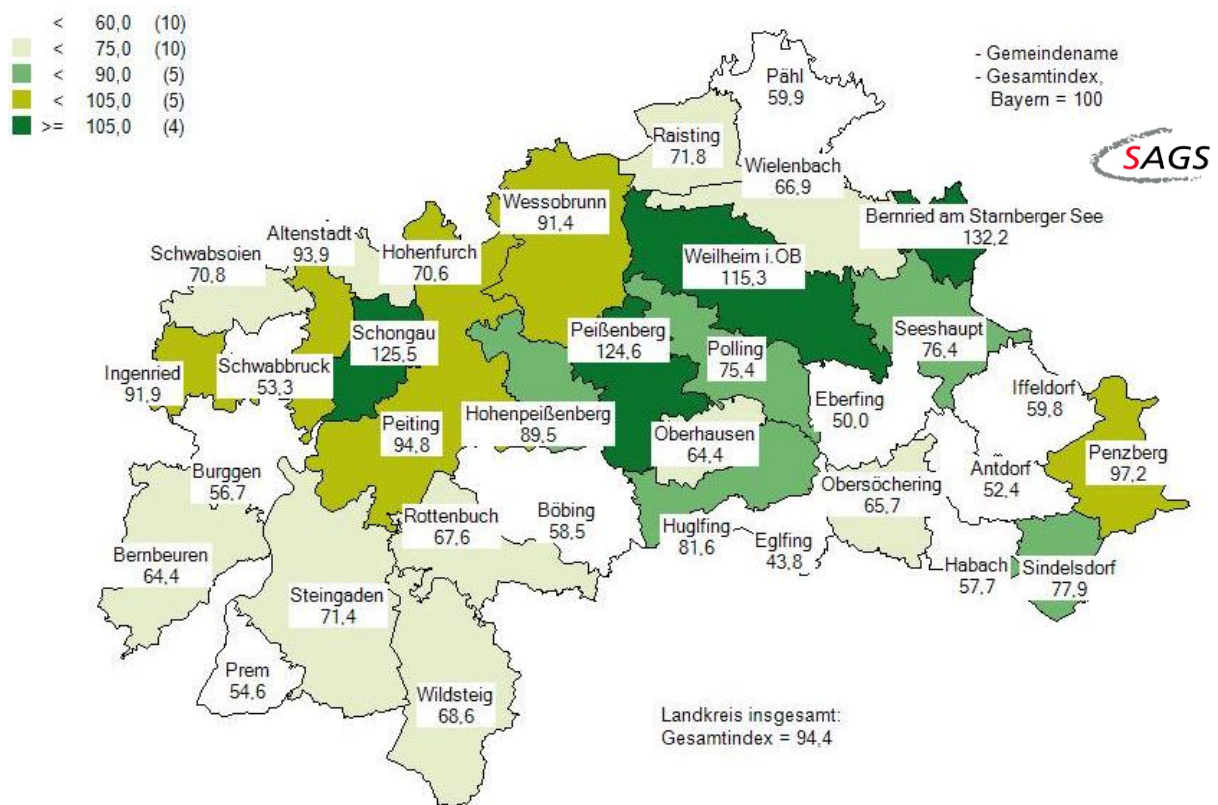 < 60,0 (10)
< 75,0 (10)
< 90,0 (5)
< 105,0 (5)
>= 105,0 (4)
- Gemeindename
- Gesamtindex,
Bayern = 100
SAGS
Pähl
59,9
Raisting
71,8
Wielenbach
66,9
Wessobrunn
91,4
Bernried am Starnberger See
132,2
Altenstadt
93,9
Schwabsoien
70,8
Hohenfurch
70,6
Weilheim i.OB
115,3
Schongau
125,5
Peißenberg
124,6
Seeshaupt
76,4
Polling
75,4
Ingenried
91,9
Schwabbruck
53,3
Iffeldorf
59,8
Eberfing
50,0
Peiting
94,8
Hohenpeißenberg
89,5
Oberhausen
64,4
Penzberg
97,2
Burggen
56,7
Antdorf
52,4
Obersöchering
65,7
Rottenbuch
67,6
Böbing
58,5
Huglfing
81,6
Eglfing
43,8
Bernbeuren
64,4
Habach
57,7
Sindelsdorf
77,9
Steingaden
71,4
Prem
54,6
Wildsteig
68,6
Landkreis insgesamt:
Gesamtindex = 94,4